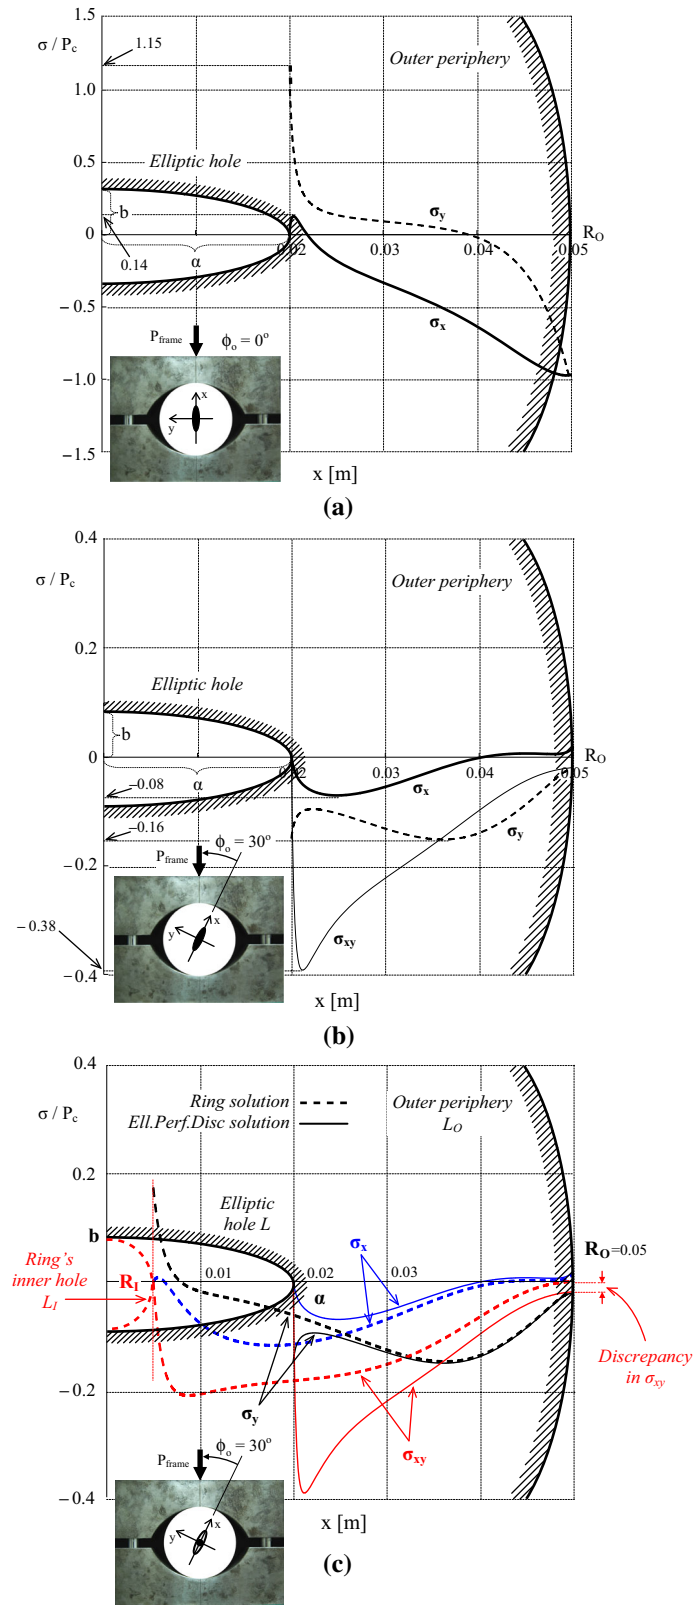 1.5
σ / Pc
1.15
Outer periphery
1.0
0.5
Elliptic hole
b
σy
0
0.02
0.03
0.04
0.05
RO
0.14
α
−0.5
σx
Pframe
ϕo = 0o
−1.0
x
y
−1.5
x [m]
(a)
0.4
σ / Pc
Outer periphery
0.2
Elliptic hole
b
0
0.02
0.03
0.04
0.05
RO
α
−0.08
σx
−0.16
σy
−0.2
ϕo = 30o
Pframe
x
y
−0.38
σxy
−0.4
x [m]
(b)
0.4
σ / Pc
Ring solution
Ell.Perf.Disc solution
Outer periphery
LO
0.2
Elliptic
hole L
b
σx
RO=0.05
Ring's
inner hole
LI
RI
0.01
0.02
0.03
0
α
Discrepancy
in σxy
−0.2
σy
σxy
ϕo = 30o
Pframe
−0.4
x
y
x [m]
(c)